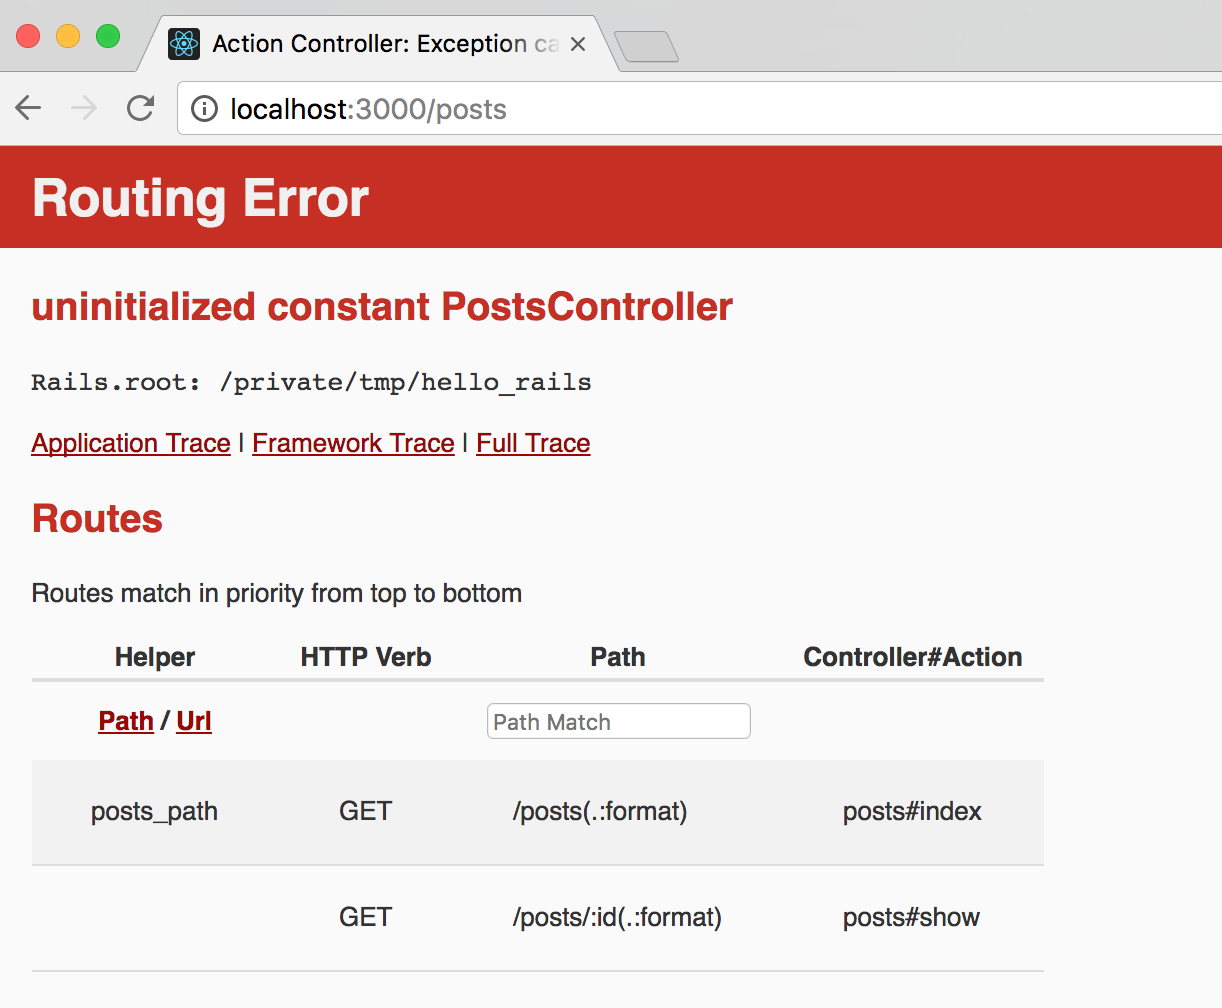 Action Controller: Exception ca
localhost:3000/posts
Routing Error
uninitialized constant PostsController
Rails.root: /private/tmp/hello_rails
Application Trace | Framework Trace | Full Trace
Routes
Routes match in priority from top to bottom
Helper HTTP Verb Path Controller#Action
Path / Url Path Match
posts_path GET /posts(.:format) posts#index
GET /posts/:id(.:format) posts#show